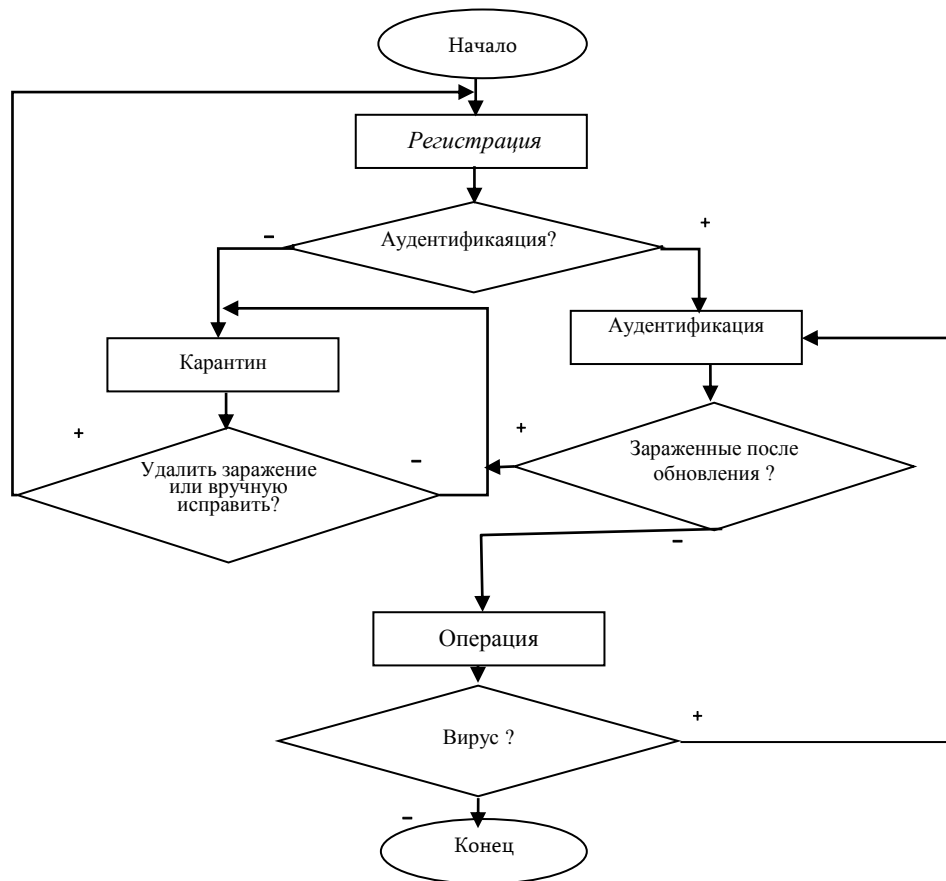 Начало
Регистрация
–
+
Аудентификаяция?
Аудентификация
Карантин
+
+
–
Зараженные после
обновления ?
Удалить заражение
или вручную
исправить?
–
Операция
+
Вирус ?
–
Конец